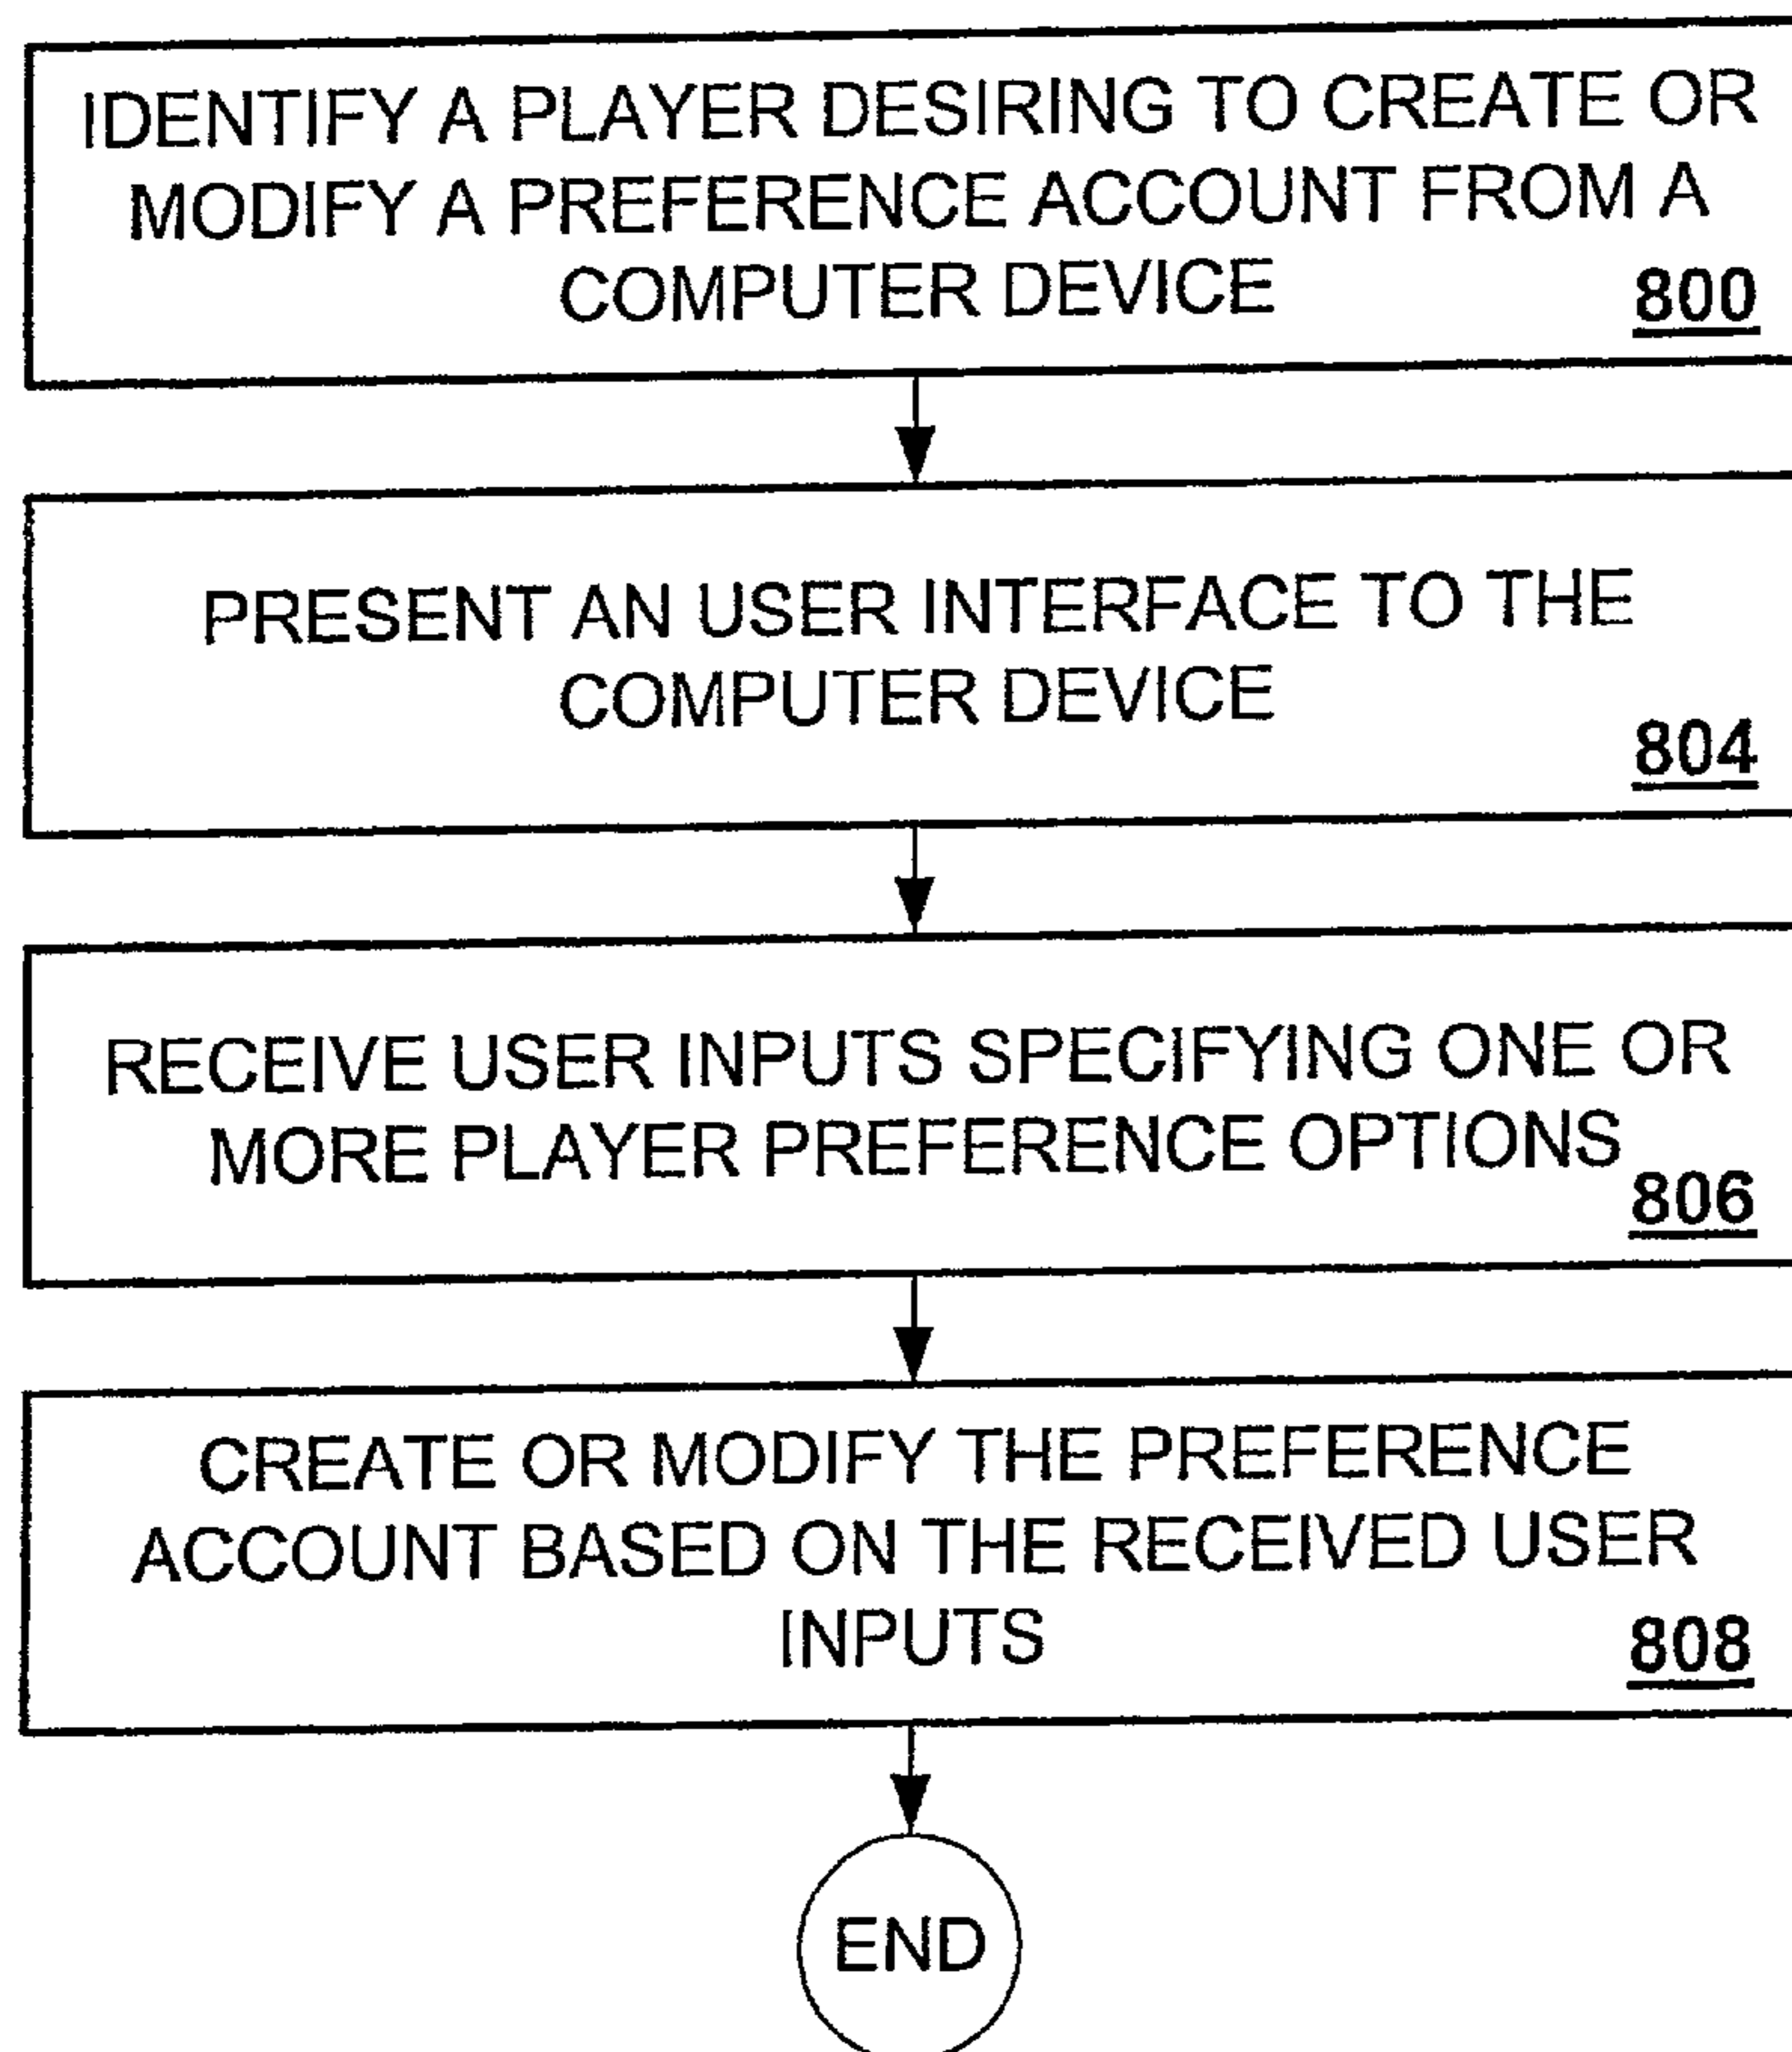 IDENTIFY A PLAYER DESIRING TO CREATE OR
MODIFY A PREFERENCE ACCOUNT FROM A
COMPUTER DEVICE
800
PRESENT AN USER INTERFACE TO THE
COMPUTER DEVICE
804
RECEIVE USER INPUTS SPECIFYING ONE OR
MORE PLAYER PREFERENCE OPTIONS
806
CREATE OR MODIFY THE PREFERENCE
ACCOUNT BASED ON THE RECEIVED USER
INPUTS
808
END